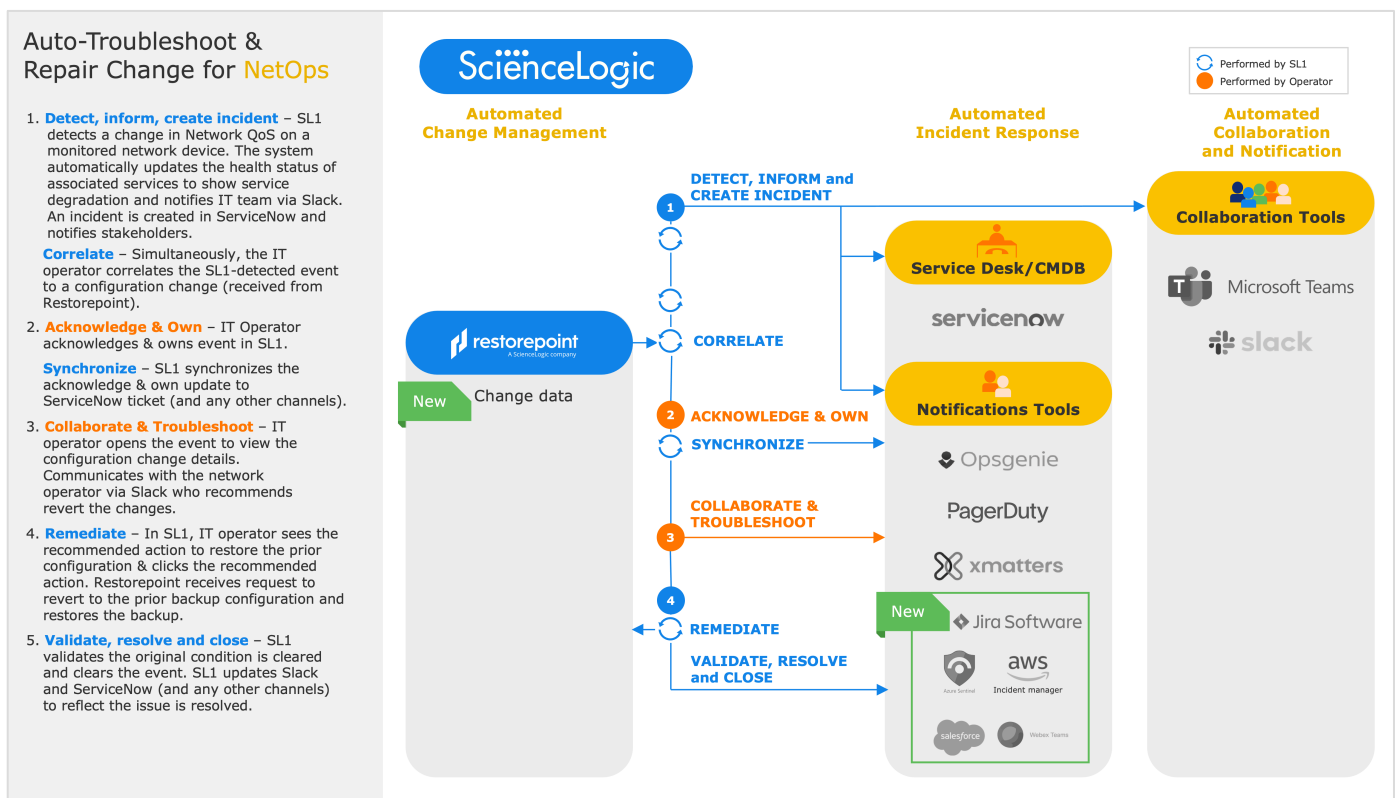 Auto-Troubleshoot &
Repair Change for NetOps
1. Detect, inform, create incident – SL1
detects a change in Network QoS on a
monitored network device. The system
automatically updates the health status of
associated services to show service
degradation and notifies IT team via Slack.
An incident is created in ServiceNow and
notifies stakeholders.
Correlate – Simultaneously, the IT
operator correlates the SL1-detected event
to a configuration change (received from
Restorepoint).
2. Acknowledge & Own – IT Operator
acknowledges & owns event in SL1.
Synchronize – SL1 synchronizes the
acknowledge & own update to
ServiceNow ticket (and any other channels).
3. Collaborate & Troubleshoot – IT
operator opens the event to view the
configuration change details.
Communicates with the network
operator via Slack who recommends
revert the changes.
4. Remediate – In SL1, IT operator sees the
recommended action to restore the prior
configuration & clicks the recommended
action. Restorepoint receives request to
revert to the prior backup configuration and
restores the backup.
5. Validate, resolve and close – SL1
validates the original condition is cleared
and clears the event. SL1 updates Slack
and ServiceNow (and any other channels)
to reflect the issue is resolved.
ScienceLogic
Performed by SL1
Performed by Operator
Automated
Change Management
Automated
Incident Response
Automated
Collaboration
and Notification
restorepoint
A ScienceLogic company
New
Change data
1
DETECT, INFORM and
CREATE INCIDENT
CORRELATE
2
ACKNOWLEDGE & OWN
SYNCHRONIZE
COLLABORATE &
TROUBLESHOOT
3
4
REMEDIATE
VALIDATE, RESOLVE
and CLOSE
Service Desk/CMDB
servicenow
Notifications Tools
Opsgenie
PagerDuty
xmatters
New
Jira Software
Azure Sentinel
aws
Incident manager
salesforce
Webex Teams
Collaboration Tools
T
Microsoft Teams
slack